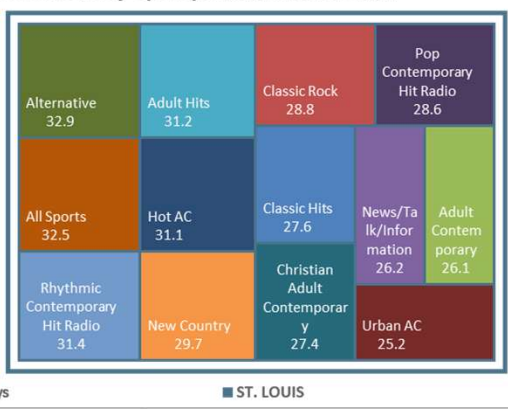 Alternative
32.9
Adult Hits
31.2
Classic Rock
28.8
Pop
Contemporary
Hit Radio
28.6
All Sports
32.5
Hot AC
31.1
Classic Hits
27.6
News/Ta
lk/Infor
mation
26.2
Adult
Contem
porary
26.1
Rhythmic
Contemporary
Hit Radio
31.4
New Country
29.7
Christian
Adult
Contemporar
y
27.4
Urban AC
25.2
ST. LOUIS